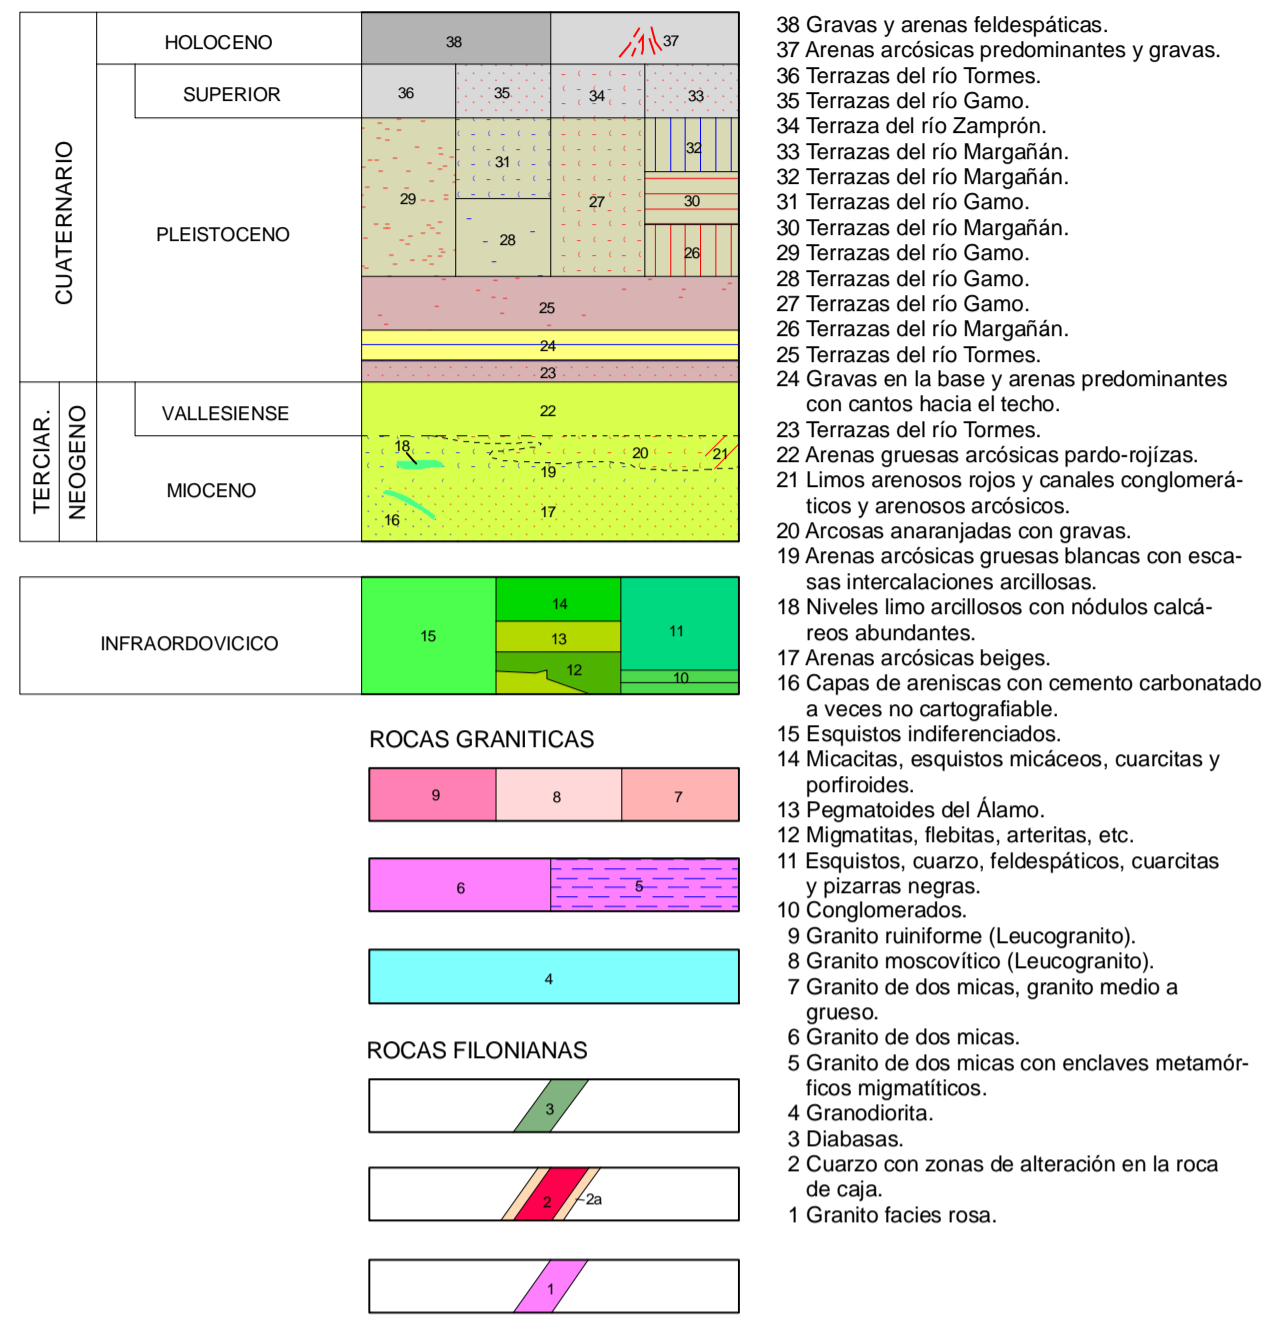 CUATERNARIO
HOLOCENO
38
37
SUPERIOR
36
35
34
33
PLEISTOCENO
29
31
28
27
32
30
26
25
24
23
TERCIAR.
NEOGENO
VALLESIENSE
22
MIOCENO
18
20
21
19
17
16
INFRAORDOVICICO
15
14
13
12
11
10
ROCAS GRANITICAS
9
8
7
6
5
4
ROCAS FILONIANAS
3
2
2a
1
38 Gravas y arenas feldespáticas.
37 Arenas arcósicas predominantes y gravas.
36 Terrazas del río Tormes.
35 Terrazas del río Gamo.
34 Terraza del río Zamprón.
33 Terrazas del río Margañán.
32 Terrazas del río Margañán.
31 Terrazas del río Gamo.
30 Terrazas del río Margañán.
29 Terrazas del río Gamo.
28 Terrazas del río Gamo.
27 Terrazas del río Gamo.
26 Terrazas del río Margañán.
25 Terrazas del río Tormes.
24 Gravas en la base y arenas predominantes
con cantos hacia el techo.
23 Terrazas del río Tormes.
22 Arenas gruesas arcósicas pardo-rojízas.
21 Limos arenosos rojos y canales conglomerá-
ticos y arenosos arcósicos.
20 Arcosas anaranjadas con gravas.
19 Arenas arcósicas gruesas blancas con esca-
sas intercalaciones arcillosas.
18 Niveles limo arcillosos con nódulos calcá-
reos abundantes.
17 Arenas arcósicas beiges.
16 Capas de areniscas con cemento carbonatado
a veces no cartografiable.
15 Esquistos indiferenciados.
14 Micacitas, esquistos micáceos, cuarcitas y
porfiroides.
13 Pegmatoides del Álamo.
12 Migmatitas, flebitas, arteritas, etc.
11 Esquistos, cuarzo, feldespáticos, cuarcitas
y pizarras negras.
10 Conglomerados.
9 Granito ruiniforme (Leucogranito).
8 Granito moscovítico (Leucogranito).
7 Granito de dos micas, granito medio a
grueso.
6 Granito de dos micas.
5 Granito de dos micas con enclaves metamór-
ficos migmatíticos.
4 Granodiorita.
3 Diabasas.
2 Cuarzo con zonas de alteración en la roca
de caja.
1 Granito facies rosa.